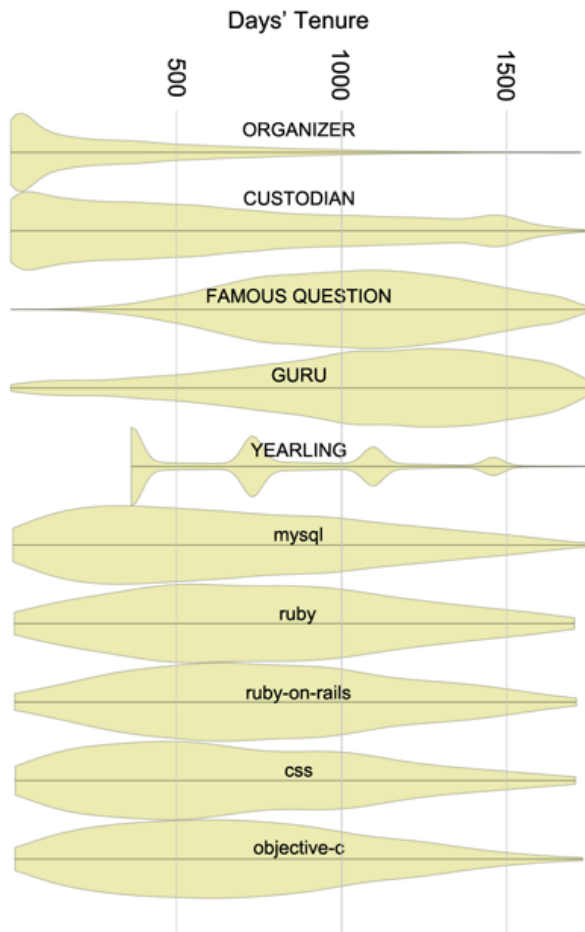 Days' Tenure
500
1000
1500
ORGANIZER
CUSTODIAN
FAMOUS QUESTION
GURU
YEARLING
mysql
ruby
ruby-on-rails
css
objective-c